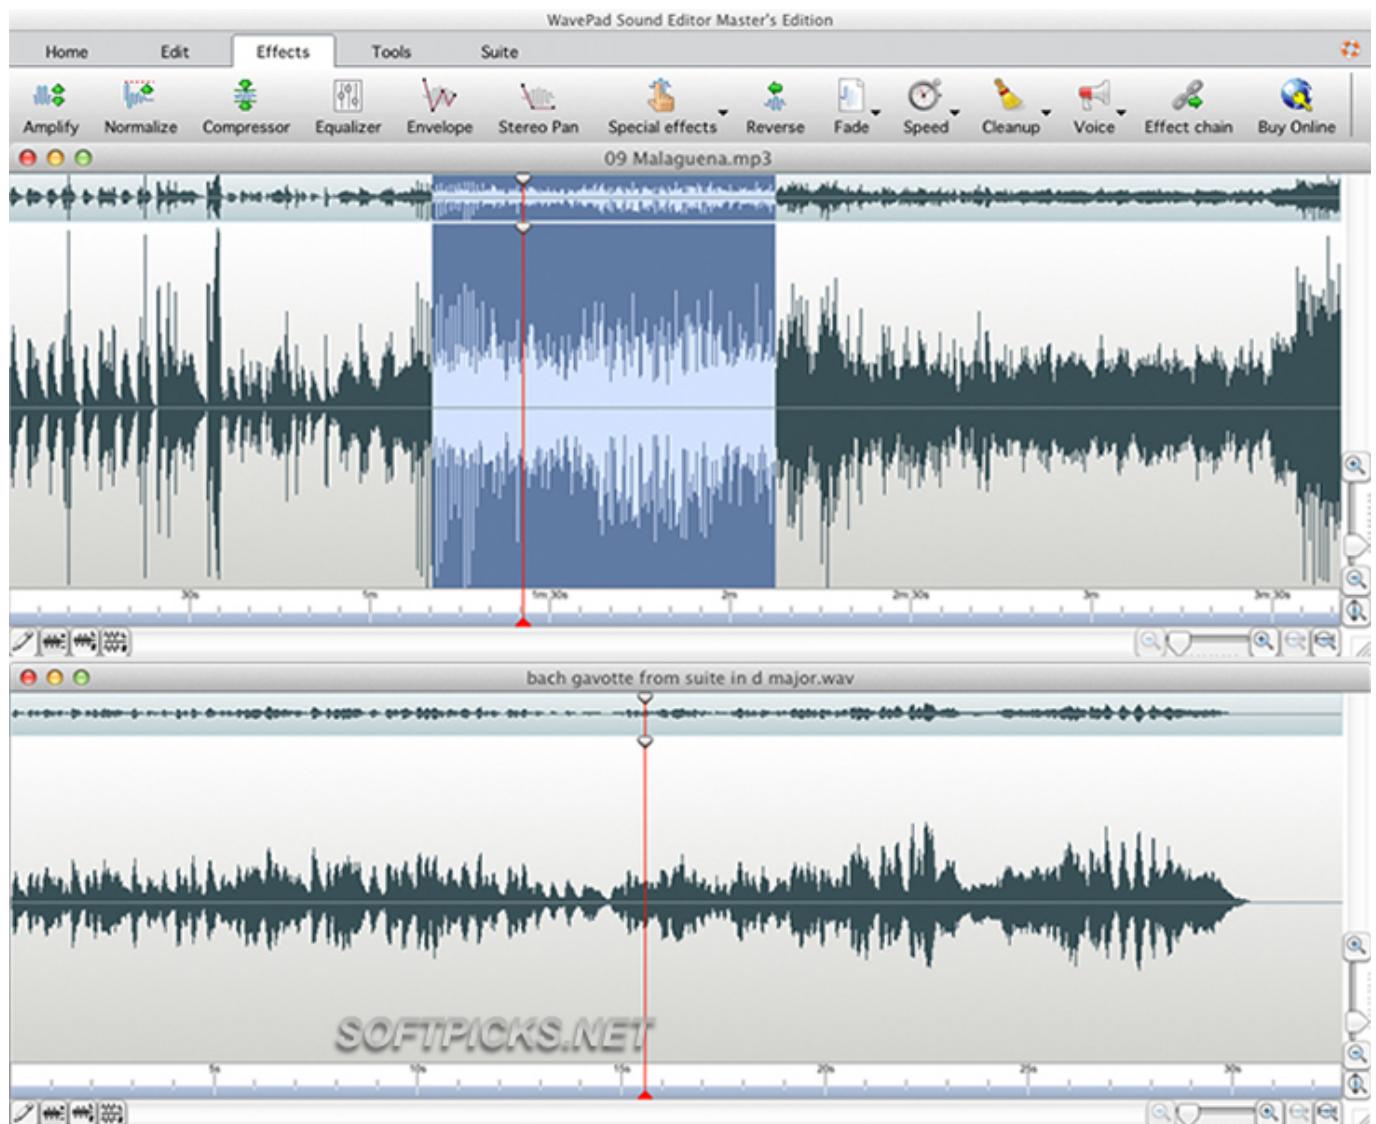 WavePad Sound Editor Master's Edition
Home Edit Effects Tools Suite
Amplify Normalize Compressor Equalizer Envelope Stereo Pan Special effects Reverse Fade Speed Cleanup Voice Effect chain Buy Online
09 Malaguena.mp3
30s 1m 1m 30s 2m 2m 30s 3m 3m 30s
bach gavotte from suite in d major.wav
SOFTPICKS.NET
5s 10s 15s 20s 25s 30s